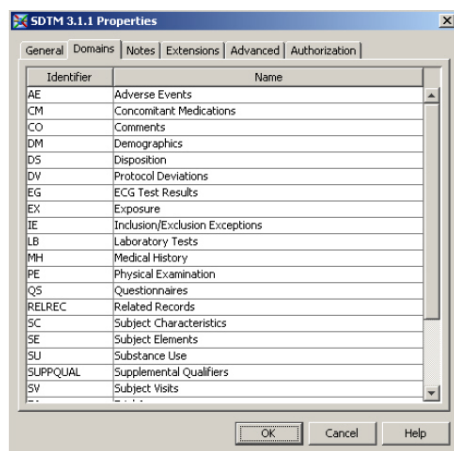 SDTM 3.1.1 Properties
General Domains Notes Extensions Advanced Authorization
Identifier Name
AE Adverse Events
CM Concomitant Medications
CO Comments
DM Demographics
DS Disposition
DV Protocol Deviations
EG ECG Test Results
EX Exposure
IE Inclusion/Exclusion Exceptions
LB Laboratory Tests
MH Medical History
PE Physical Examination
QS Questionnaires
RELREC Related Records
SC Subject Characteristics
SE Subject Elements
SU Substance Use
SUPPQUAL Supplemental Qualifiers
SV Subject Visits
OK Cancel Help